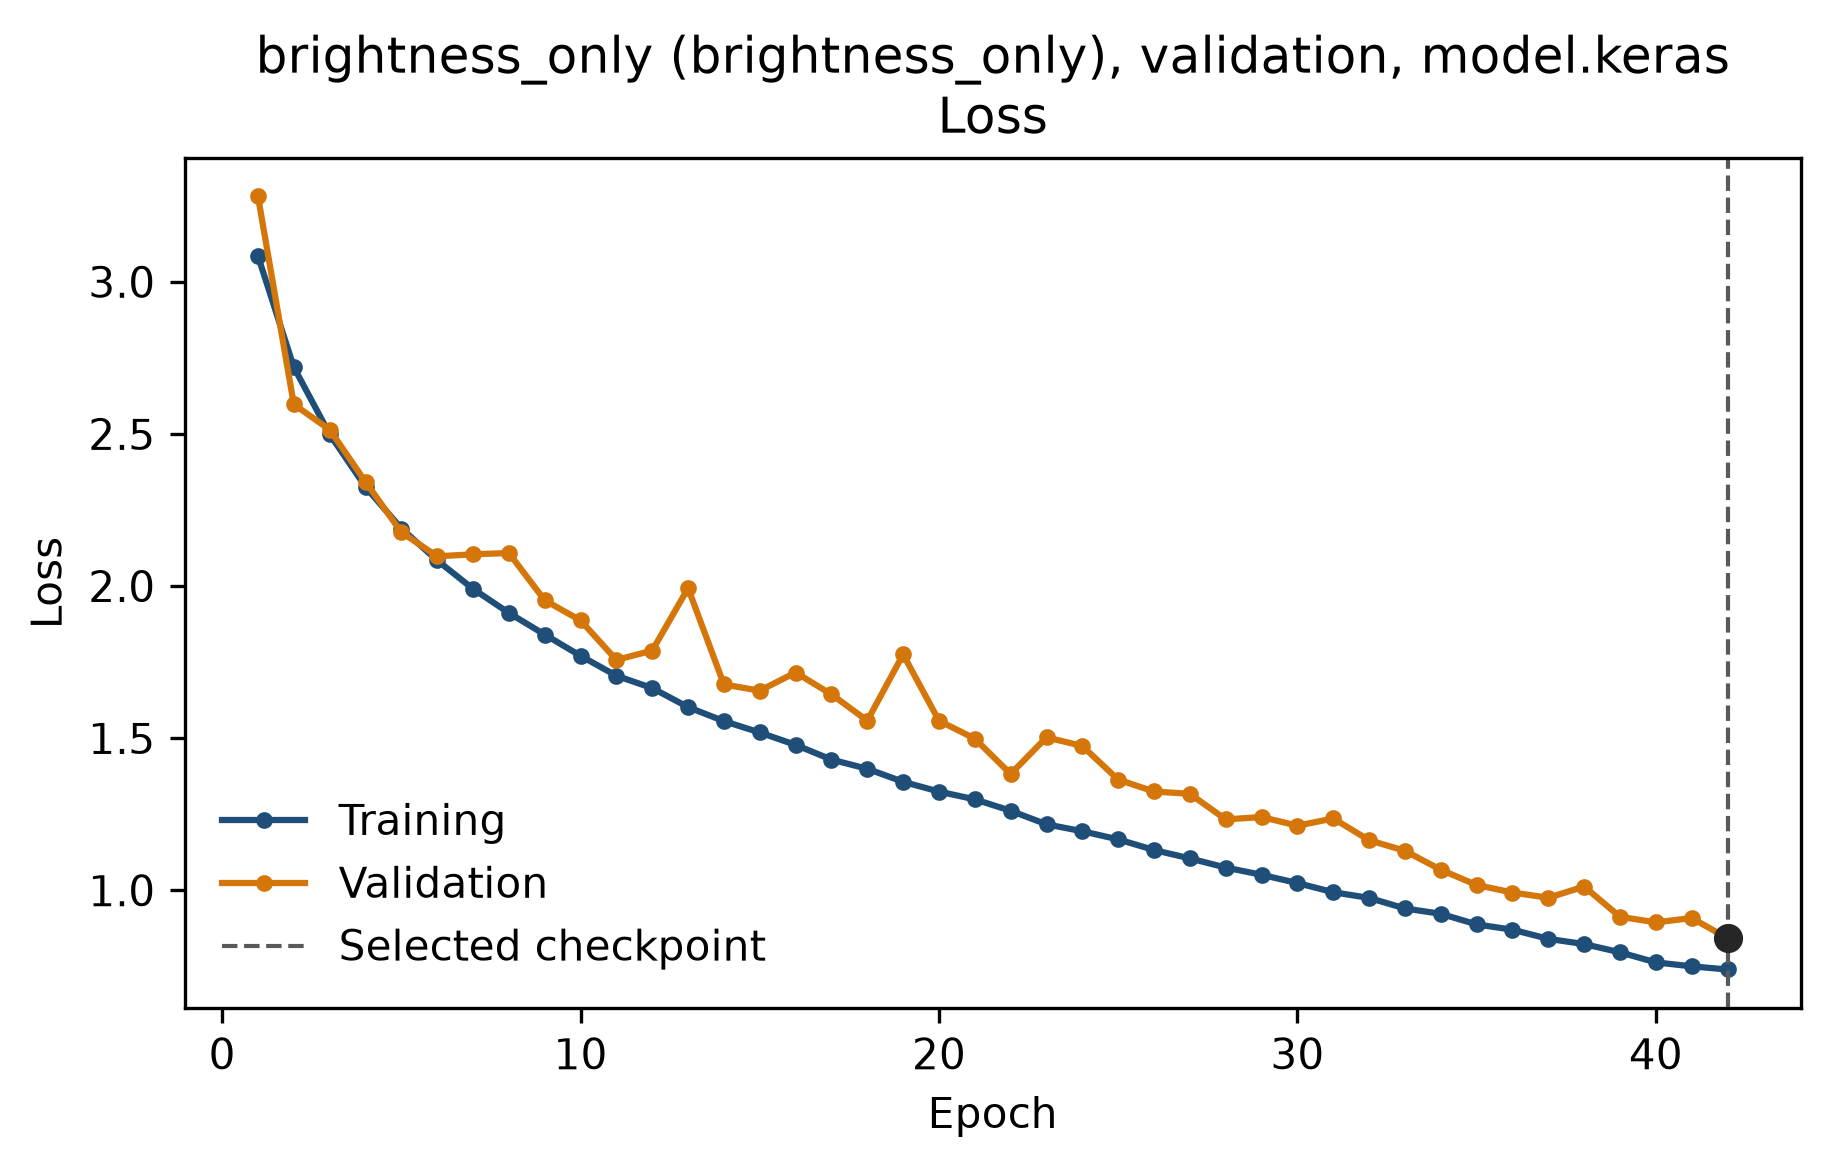 brightness_only (brightness_only), validation, model.keras
Loss
Loss
3.0
2.5
2.0
1.5
1.0
Training
Validation
Selected checkpoint
0 10 20 30 40
Epoch